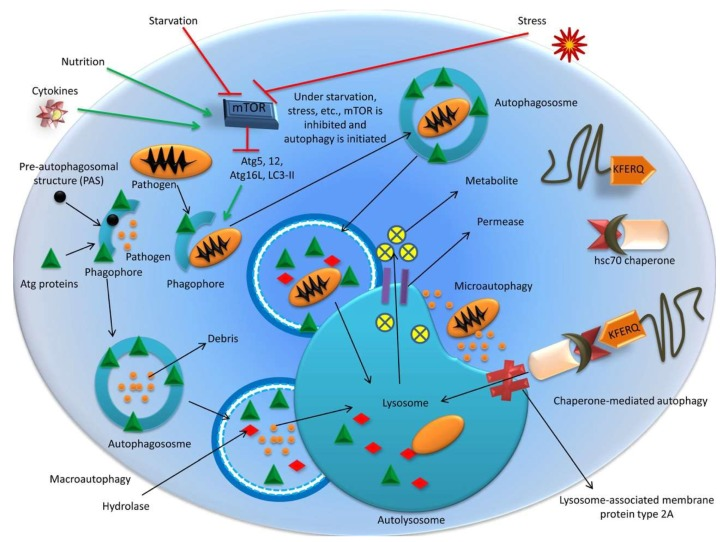 Starvation
Stress
Nutrition
Cytokines
mTOR
Under starvation,
stress, etc., mTOR is
inhibited and
autophagy is initiated
Autophagososme
KFERQ
Atg5, 12,
Atg16L, LC3-II
Pre-autophagosomal
structure (PAS)
Pathogen
Metabolite
Permease
hsc70 chaperone
Pathogen
Phagophore
Phagophore
Atg proteins
Microautophagy
KFERQ
Debris
Lysosome
Chaperone-mediated autophagy
Autophagososme
Macroautophagy
Hydrolase
Autolysosome
Lysosome-associated membrane
protein type 2A